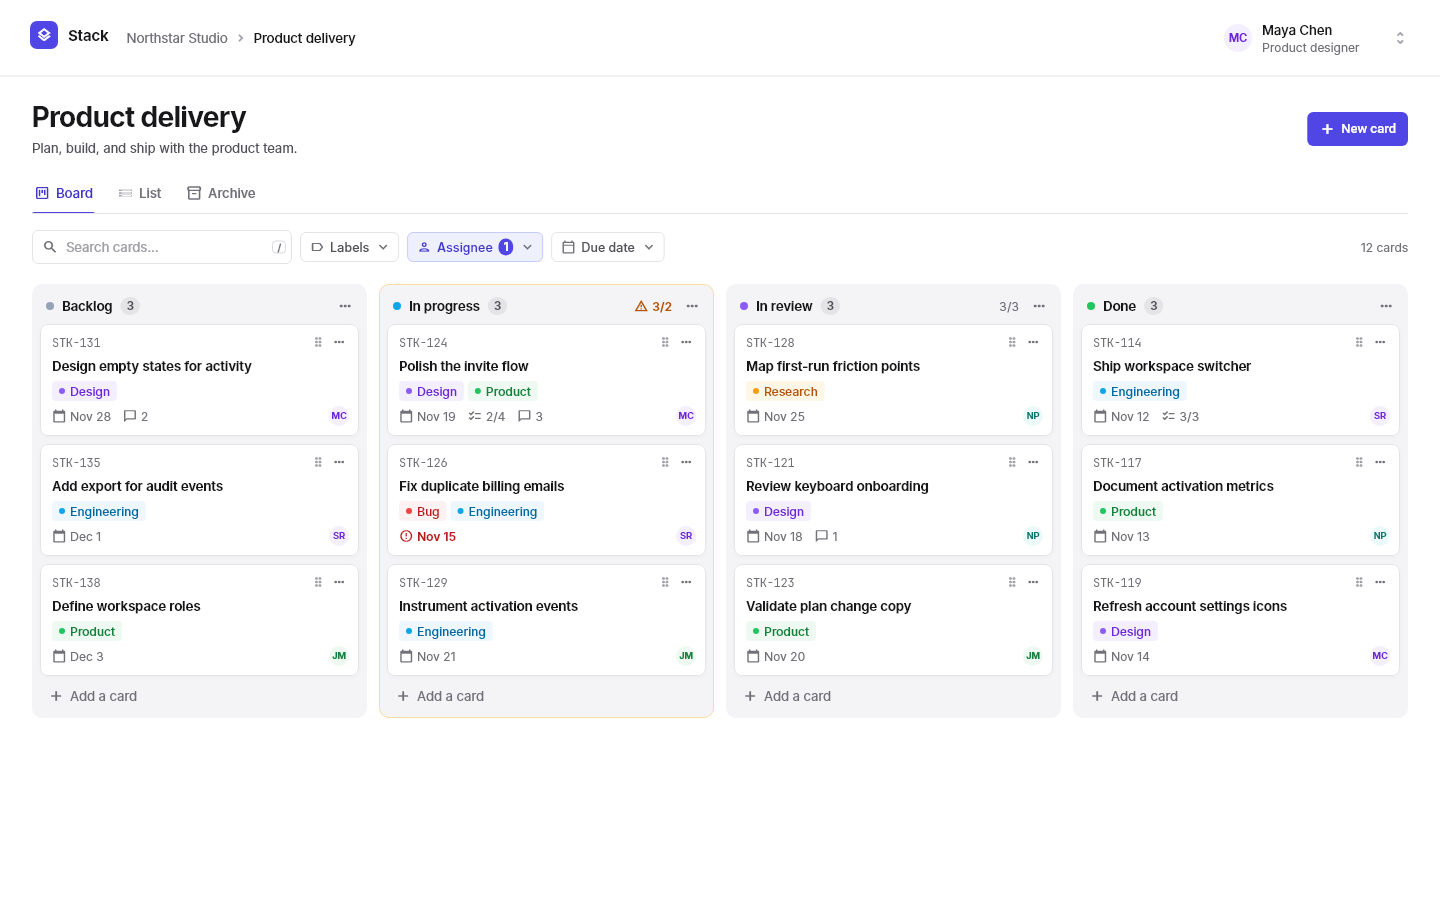 Stack
Northstar Studio
Product delivery
MC
Maya Chen
Product designer
Product delivery
Plan, build, and ship with the product team.
New card
Board
List
Archive
Search cards...
/
Labels
Assignee 1
Due date
12 cards
Backlog 3
STK-131
Design empty states for activity
Design
Nov 28 2 MC
STK-135
Add export for audit events
Engineering
Dec 1 SR
STK-138
Define workspace roles
Product
Dec 3 JM
Add a card
In progress 3 3/2
STK-124
Polish the invite flow
Design Product
Nov 19 2/4 3 MC
STK-126
Fix duplicate billing emails
Bug Engineering
Nov 15 SR
STK-129
Instrument activation events
Engineering
Nov 21 JM
Add a card
In review 3 3/3
STK-128
Map first-run friction points
Research
Nov 25 NP
STK-121
Review keyboard onboarding
Design
Nov 18 1 NP
STK-123
Validate plan change copy
Product
Nov 20 JM
Add a card
Done 3
STK-114
Ship workspace switcher
Engineering
Nov 12 3/3 SR
STK-117
Document activation metrics
Product
Nov 13 NP
STK-119
Refresh account settings icons
Design
Nov 14 MC
Add a card